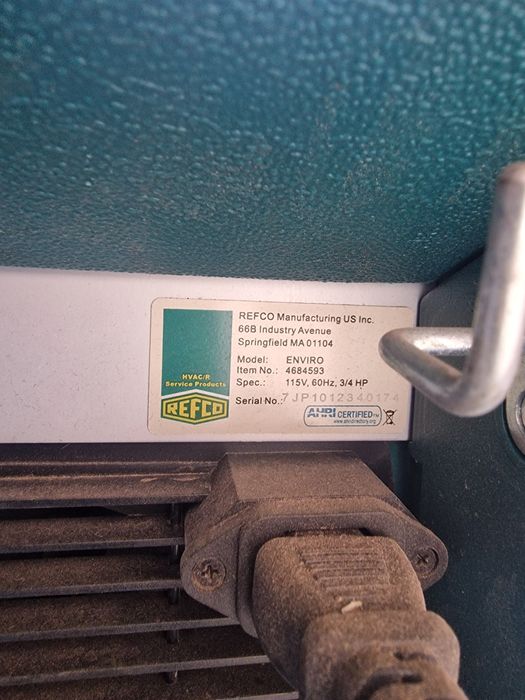 REFCO Manufacturing US Inc.
66B Industry Avenue
Springfield MA 01104
Model: ENVIRO
Item No.: 4684593
Spec.: 115V, 60Hz, 3/4 HP
Serial No.: 7JP1012340174
HVAC/R
Service Products
REFCO
AHRI CERTIFIED™
www.ahridirectory.org